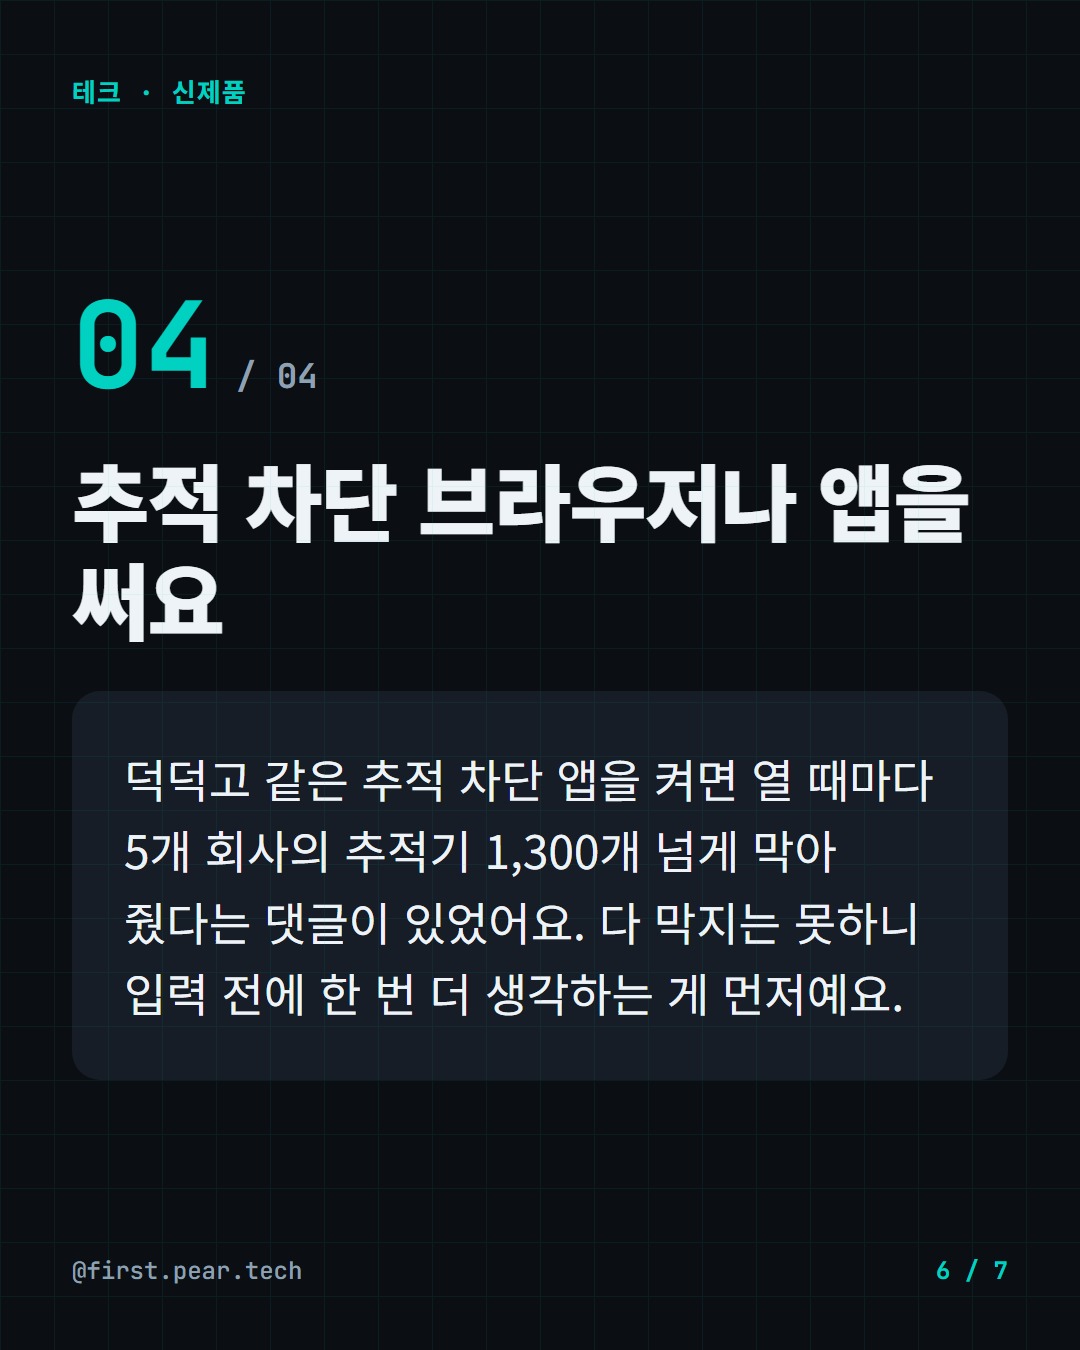 테크 · 신제품
04 / 04
추적 차단 브라우저나 앱을
써요
덕덕고 같은 추적 차단 앱을 켜면 열 때마다
5개 회사의 추적기 1,300개 넘게 막아
줬다는 댓글이 있었어요. 다 막지는 못하니
입력 전에 한 번 더 생각하는 게 먼저예요.
@first.pear.tech
6 / 7